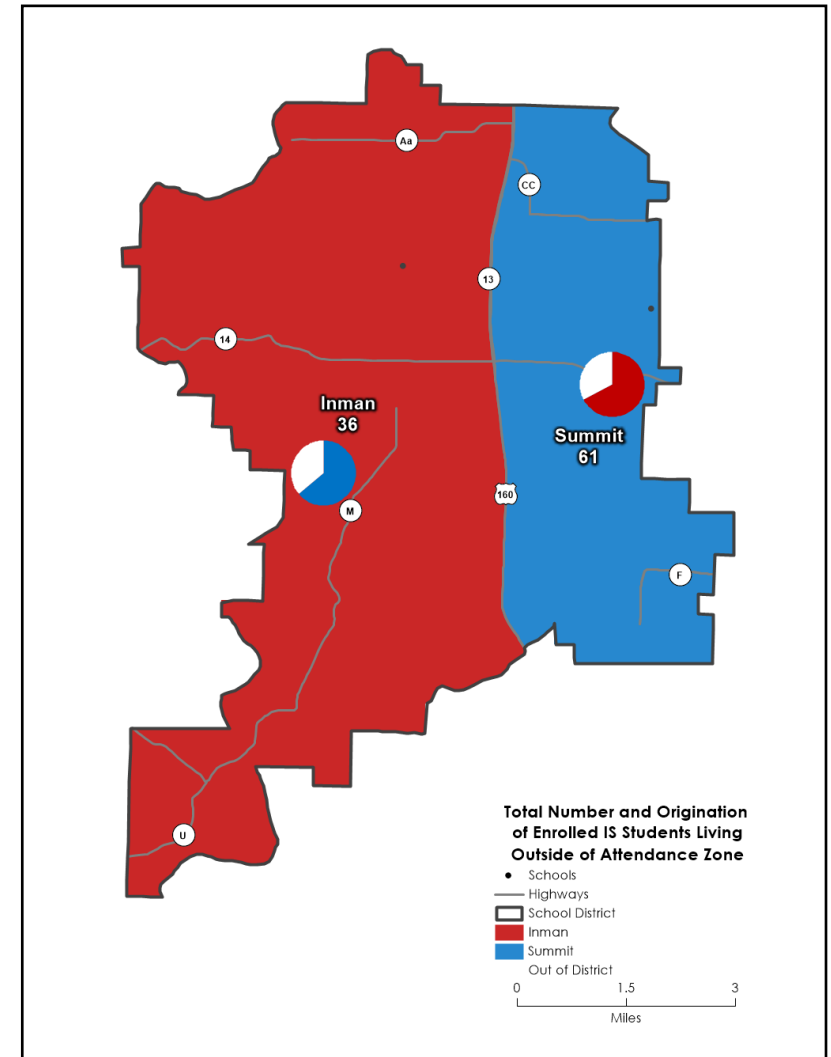 Aa
CC
13
14
Inman
36
Summit
61
160
M
F
U
Total Number and Origination
of Enrolled IS Students Living
Outside of Attendance Zone
Schools
Highways
School District
Inman
Summit
Out of District
0 1.5 3
Miles